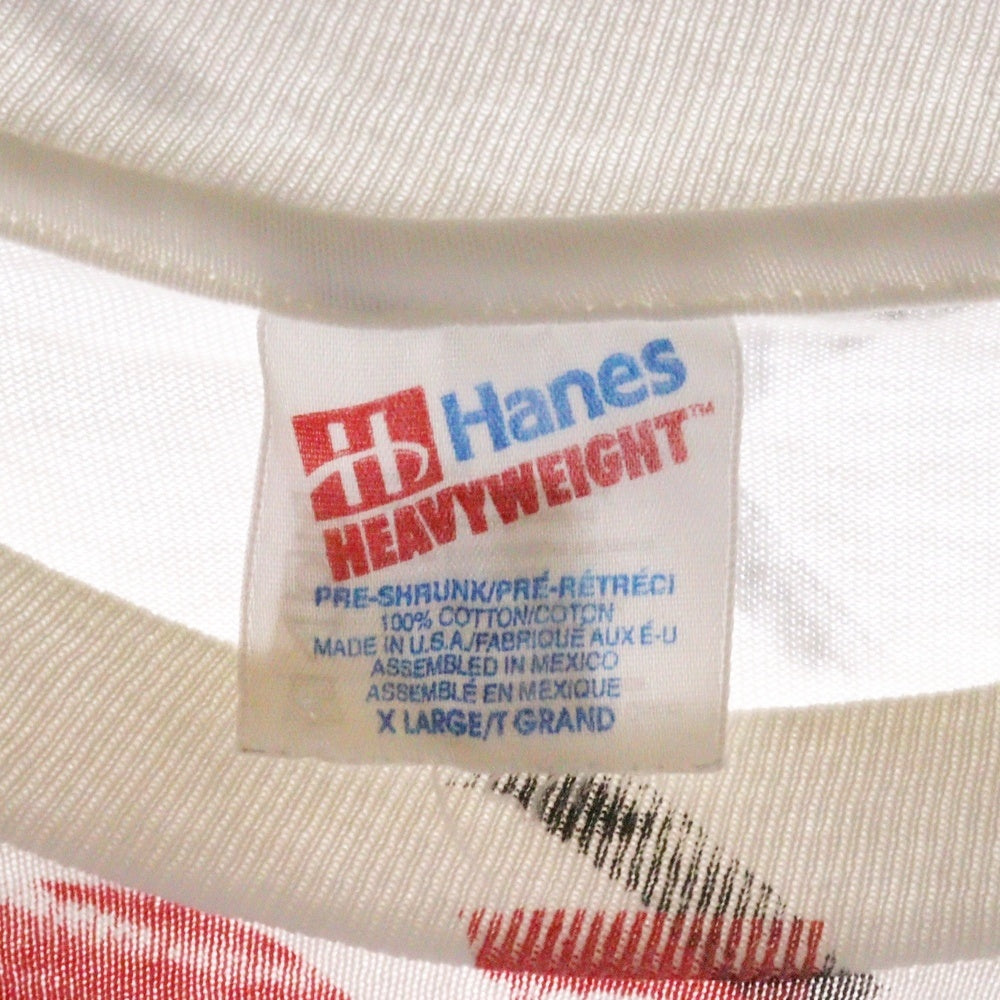 H Hanes
HEAVYWEIGHT™
PRE-SHRUNK/PRÉ-RÉTRÉCI
100% COTTON/COTON
MADE IN U.S.A./FABRIQUÉ AUX É-U
ASSEMBLED IN MEXICO
ASSEMBLÉ EN MEXIQUE
X LARGE/T GRAND